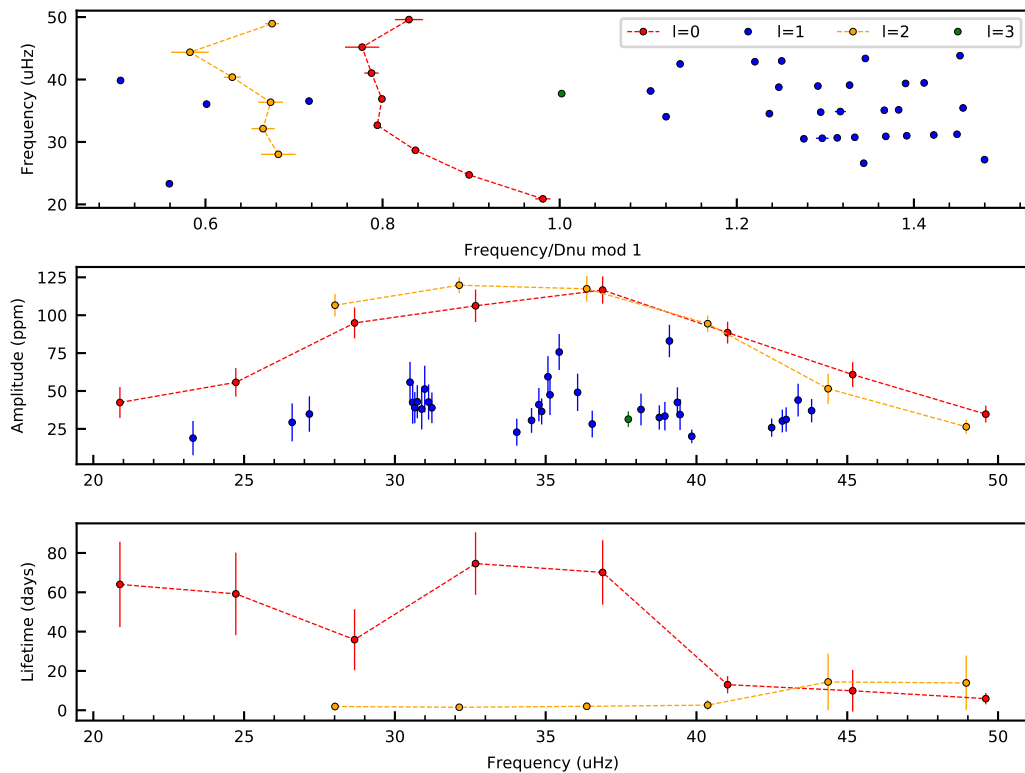 50
40
30
20
Frequency (uHz)
l=0 l=1 l=2 l=3
0.6 0.8 1.0 1.2 1.4
Frequency/Dnu mod 1
125
100
75
50
25
Amplitude (ppm)
20 25 30 35 40 45 50
80
60
40
20
0
Lifetime (days)
20 25 30 35 40 45 50
Frequency (uHz)